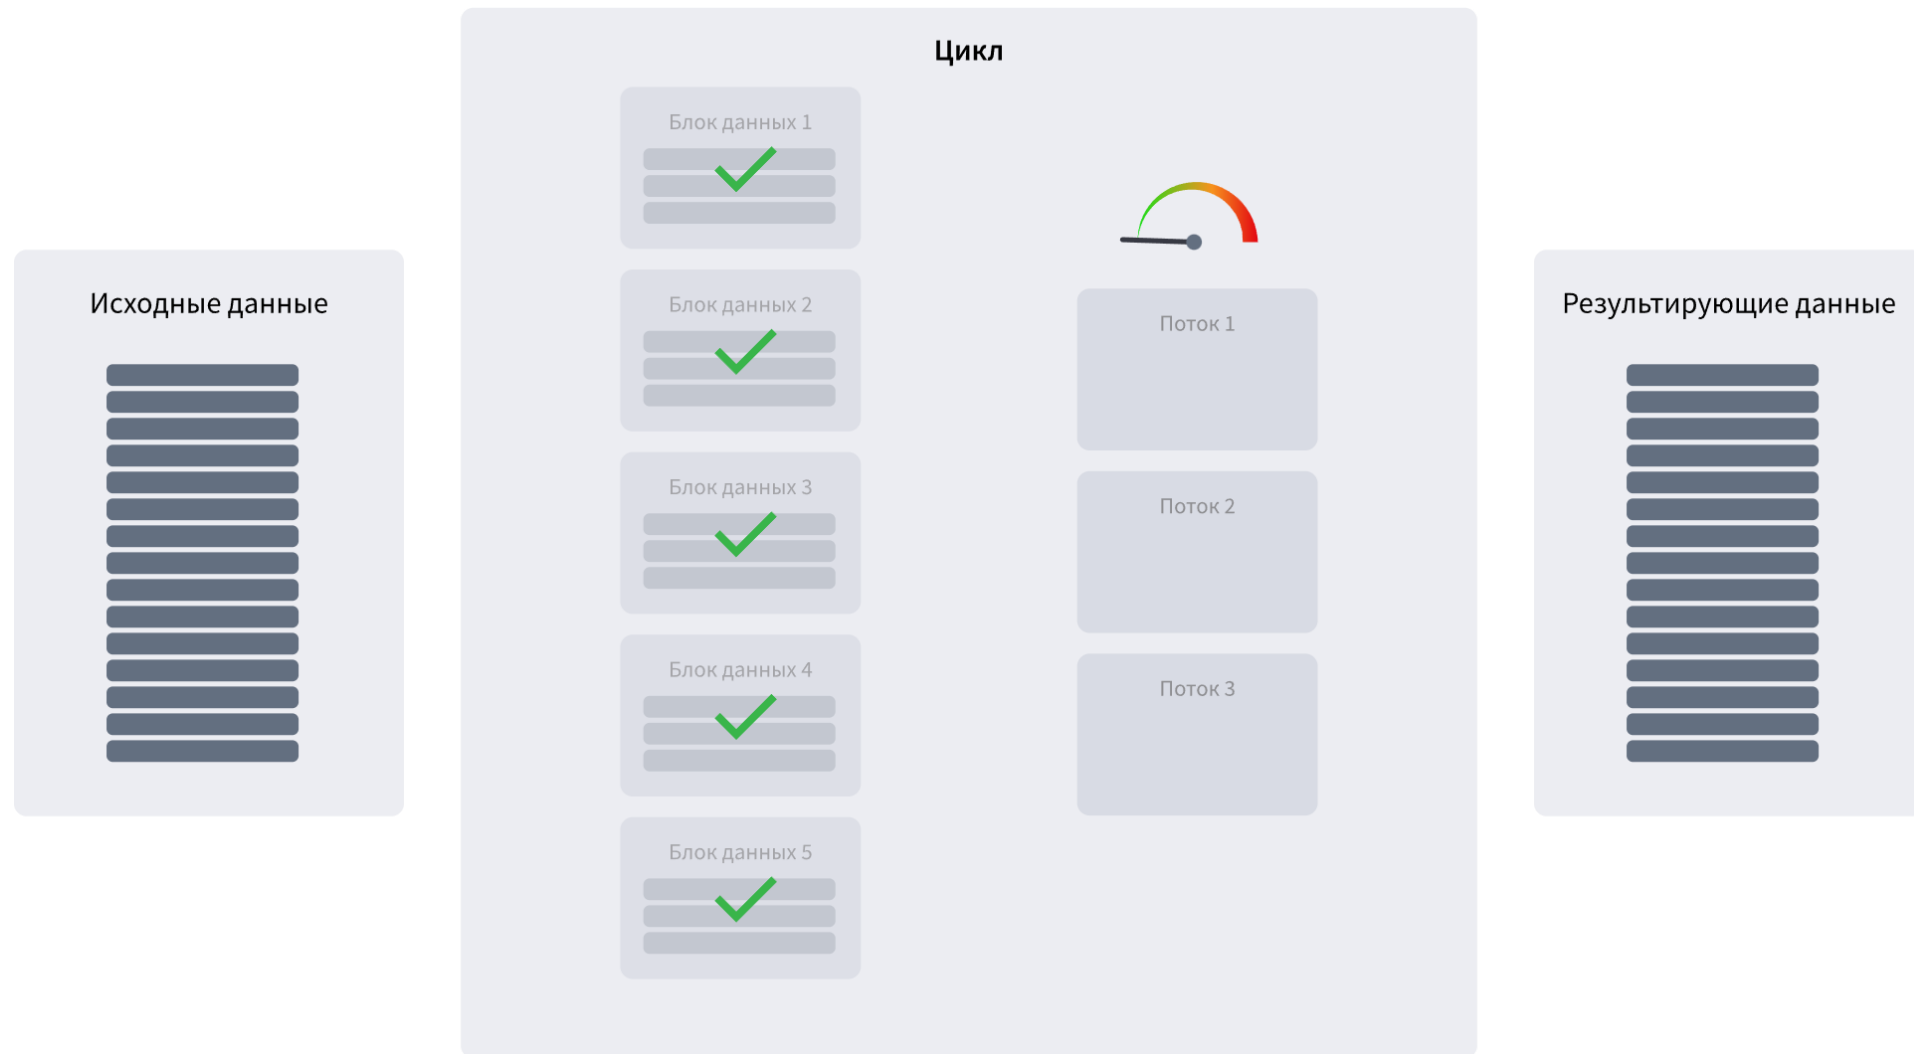 Исходные данные
Цикл
Блок данных 1
Блок данных 2
Блок данных 3
Блок данных 4
Блок данных 5
Поток 1
Поток 2
Поток 3
Результирующие данные